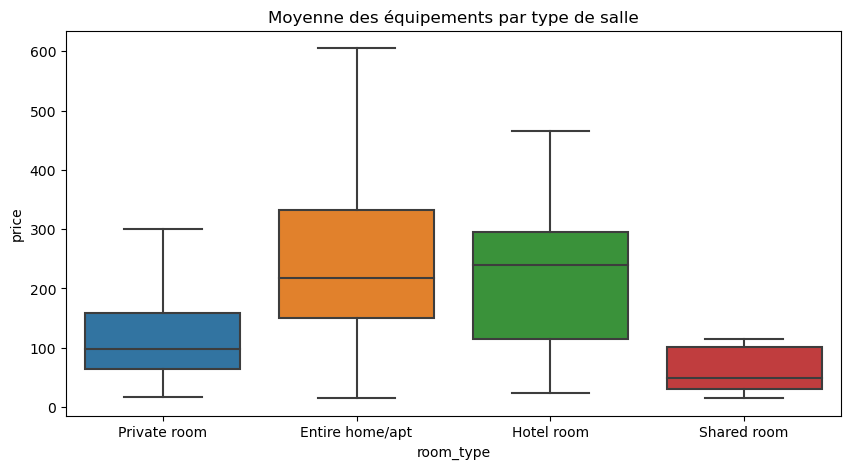 Moyenne des équipements par type de salle
price
600
500
400
300
200
100
0
Private room
Entire home/apt
Hotel room
Shared room
room_type